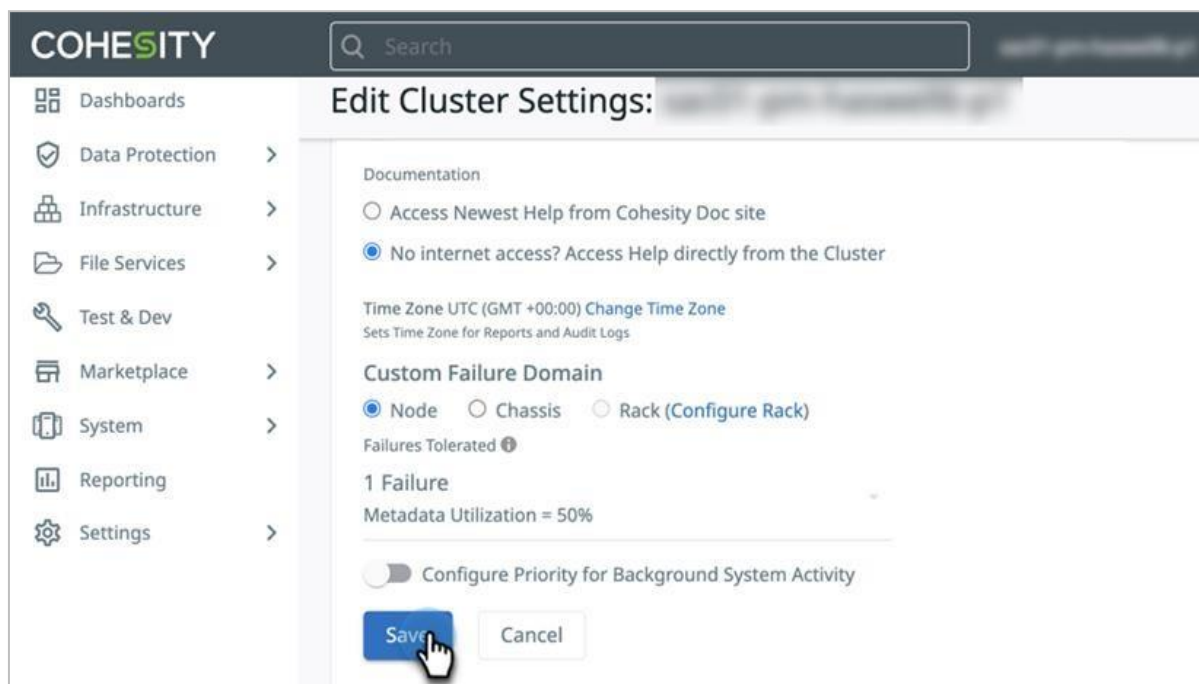 COHESITY
Search
Dashboards
Data Protection
Infrastructure
File Services
Test & Dev
Marketplace
System
Reporting
Settings
Edit Cluster Settings:
Documentation
Access Newest Help from Cohesity Doc site
No internet access? Access Help directly from the Cluster
Time Zone UTC (GMT +00:00) Change Time Zone
Sets Time Zone for Reports and Audit Logs
Custom Failure Domain
Node Chassis Rack (Configure Rack)
Failures Tolerated
1 Failure
Metadata Utilization = 50%
Configure Priority for Background System Activity
Save Cancel